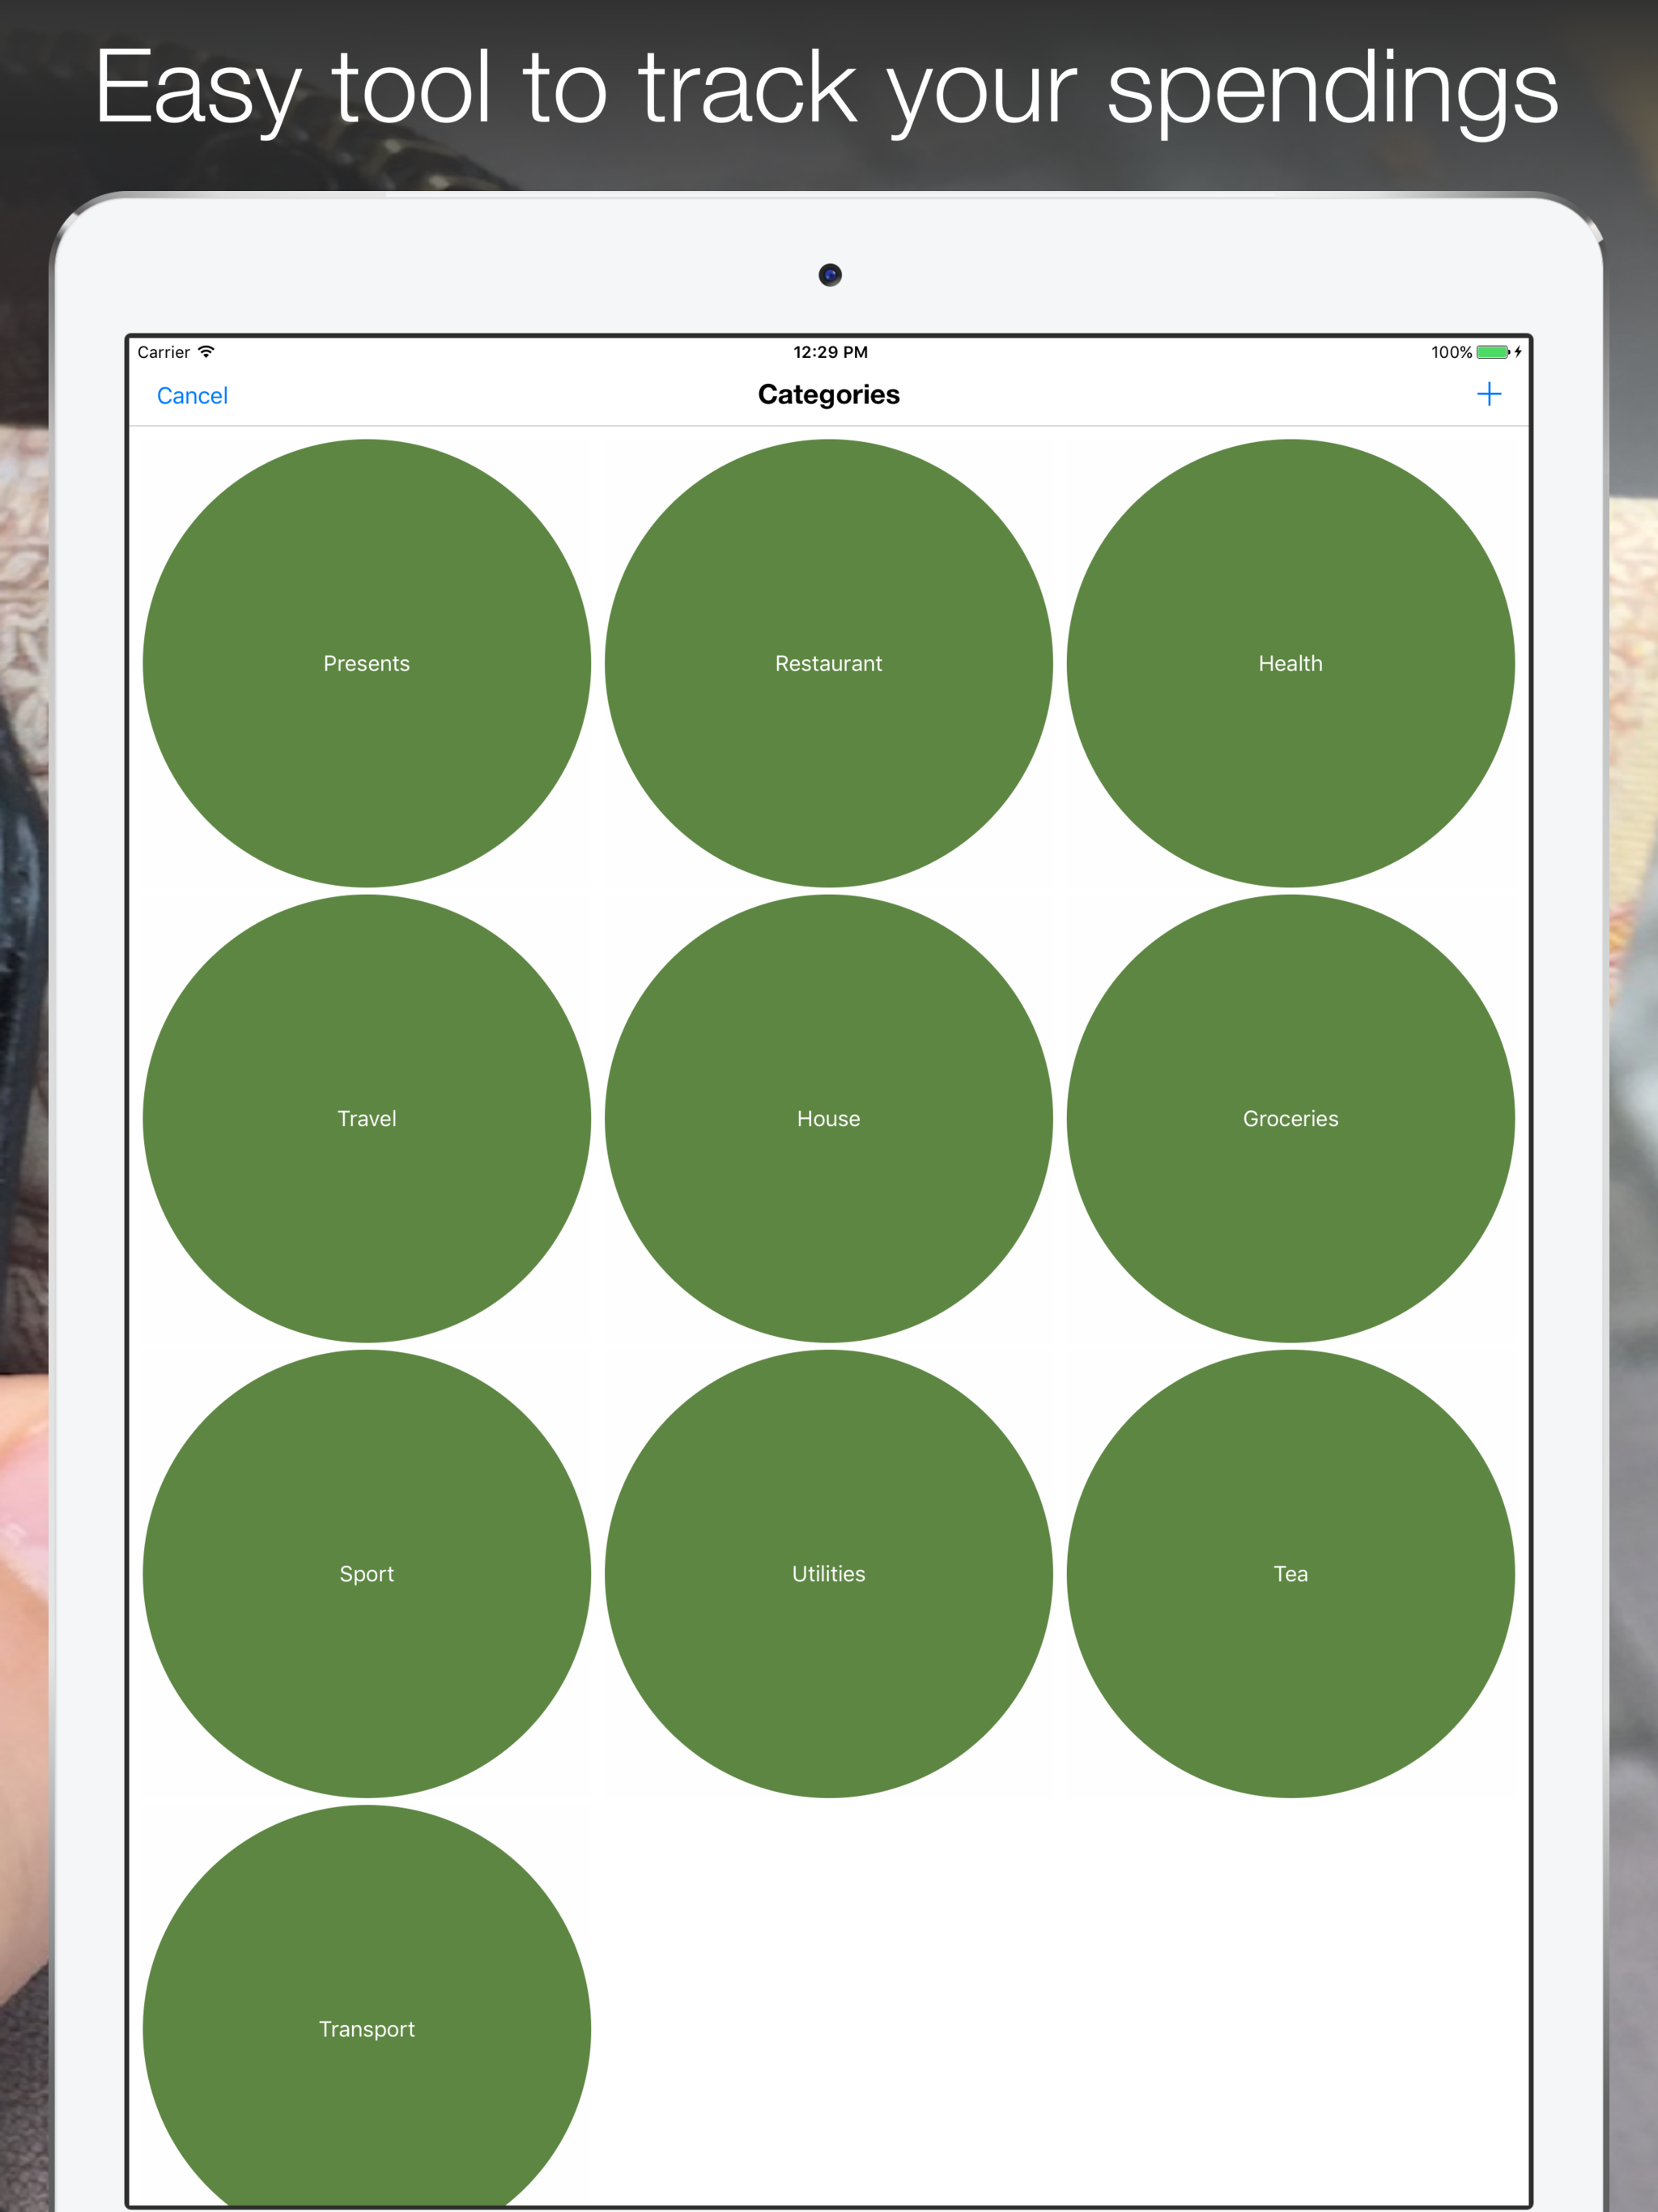 Easy tool to track your spendings
Carrier 12:29 PM 100%
Cancel Categories +
Presents Restaurant Health
Travel House Groceries
Sport Utilities Tea
Transport